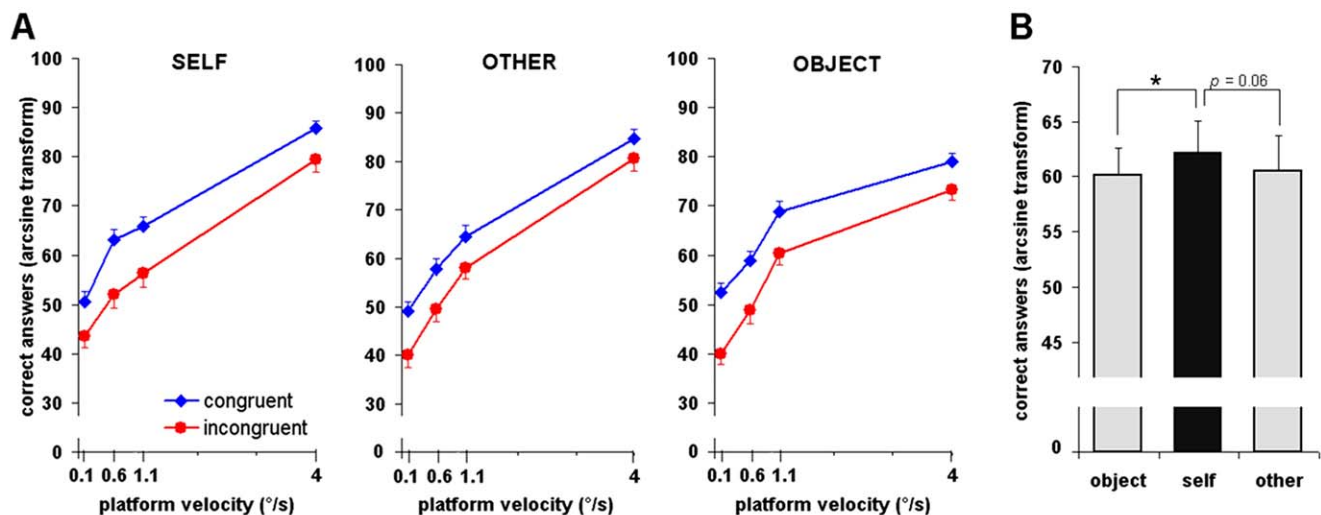 A
B
SELF
OTHER
OBJECT
correct answers (arcsine transform)
100
90
80
70
60
50
40
30
0
congruent
incongruent
0.1 0.6 1.1 4
platform velocity (°/s)
100
90
80
70
60
50
40
30
0
0.1 0.6 1.1 4
platform velocity (°/s)
100
90
80
70
60
50
40
30
0
0.1 0.6 1.1 4
platform velocity (°/s)
correct answers (arcsine transform)
70
65
60
55
50
45
0
*
p = 0.06
object self other